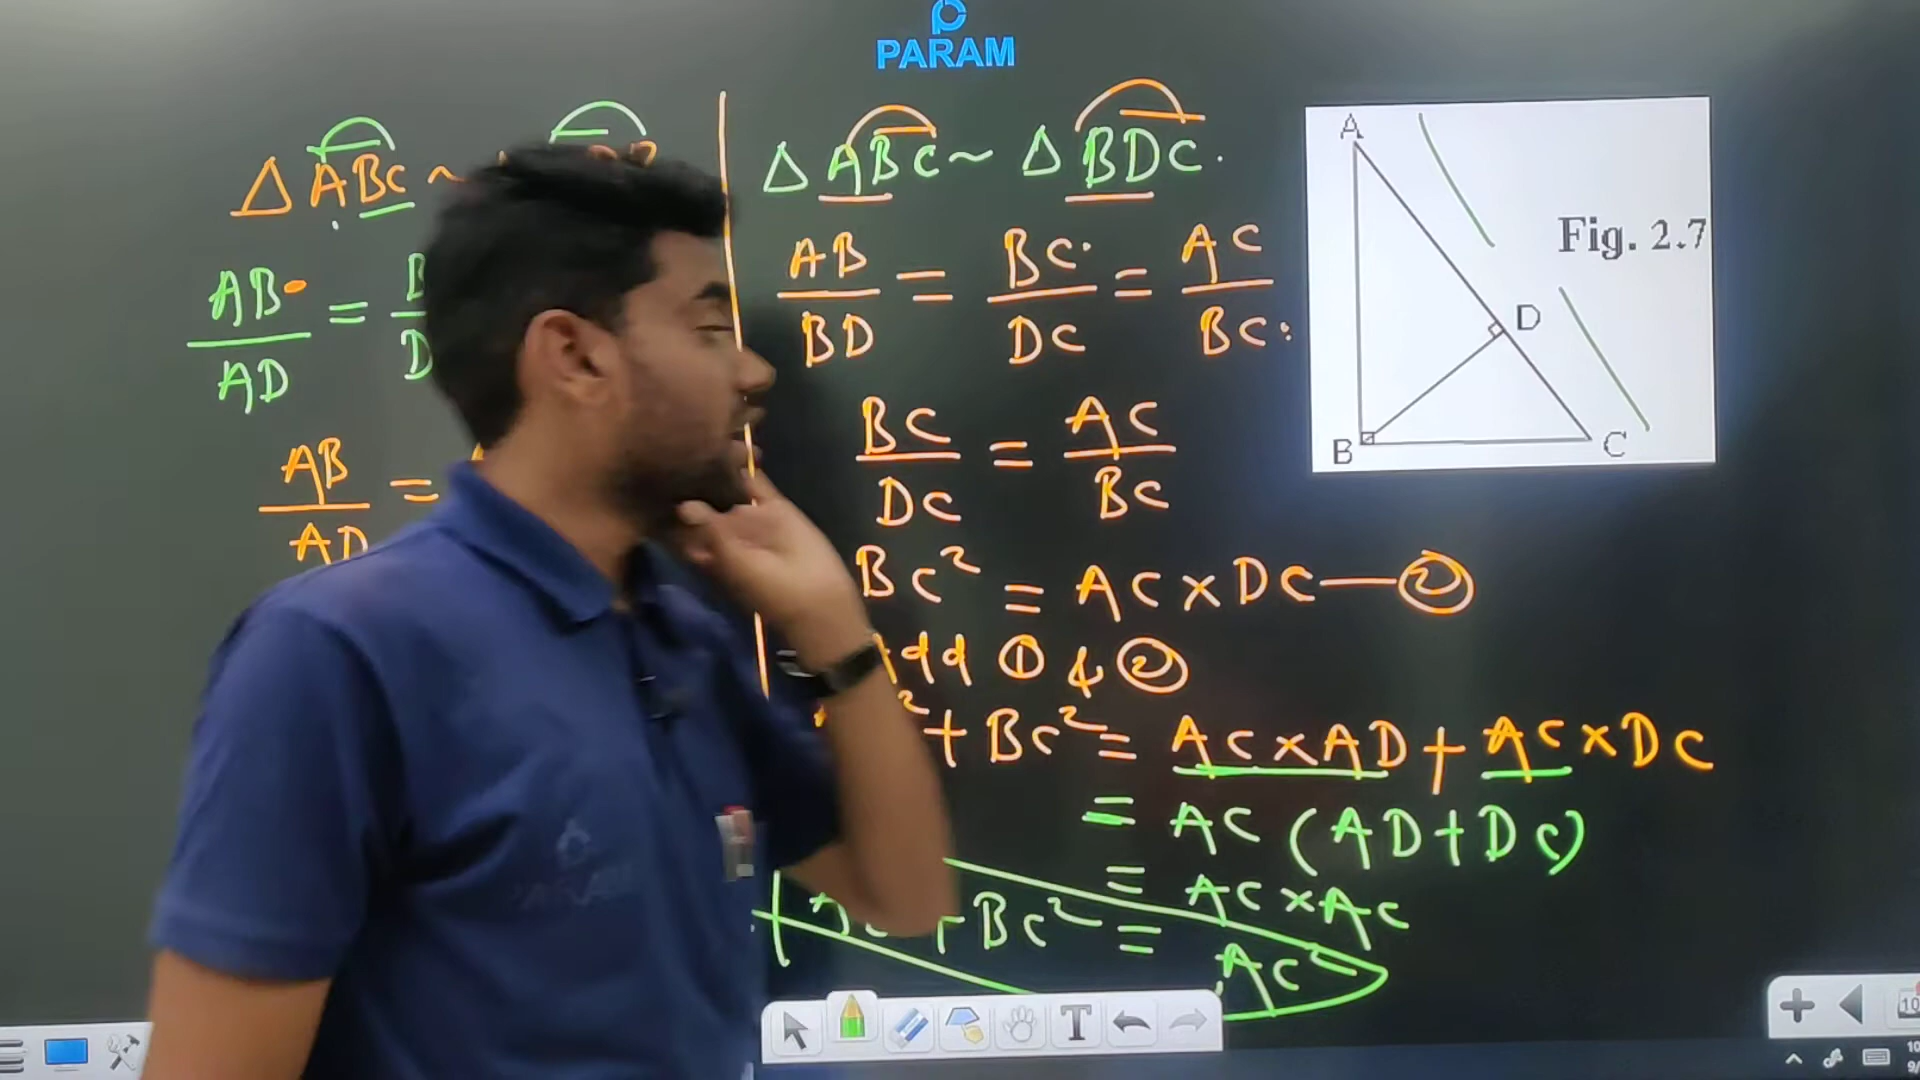 PARAM
Δ ABC ~
AB / AD =
AB / AD =
Δ ABC ~ Δ BDC.
AB / BD = BC / DC = AC / BC
BC / DC = AC / BC
BC² = AC × DC — ②
Add ① & ②
² + BC² = AC × AD + AC × DC
= AC (AD + DC)
= AC × AC
+ BC² = AC²
A
Fig. 2.7
D
B
C
T